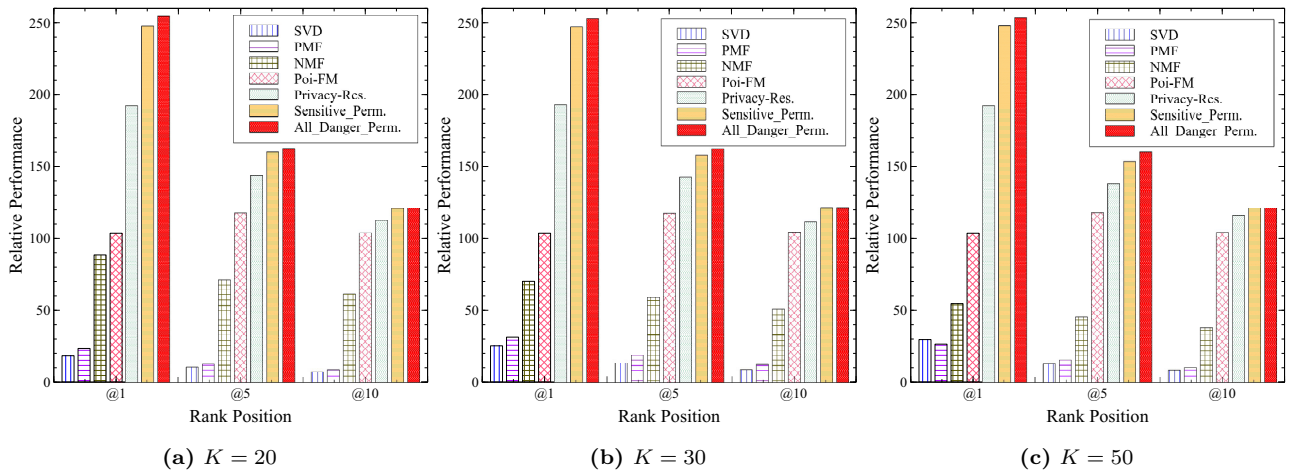 250
200
150
100
50
0
Relative Performance
SVD
PMF
NMF
Poi-FM
Privacy-Res.
Sensitive_Perm.
All_Danger_Perm.
@1
@5
@10
Rank Position
(a) K = 20
250
200
150
100
50
0
Relative Performance
SVD
PMF
NMF
Poi-FM
Privacy-Res.
Sensitive_Perm.
All_Danger_Perm.
@1
@5
@10
Rank Position
(b) K = 30
250
200
150
100
50
0
Relative Performance
SVD
PMF
NMF
Poi-FM
Privacy-Res.
Sensitive_Perm.
All_Danger_Perm.
@1
@5
@10
Rank Position
(c) K = 50